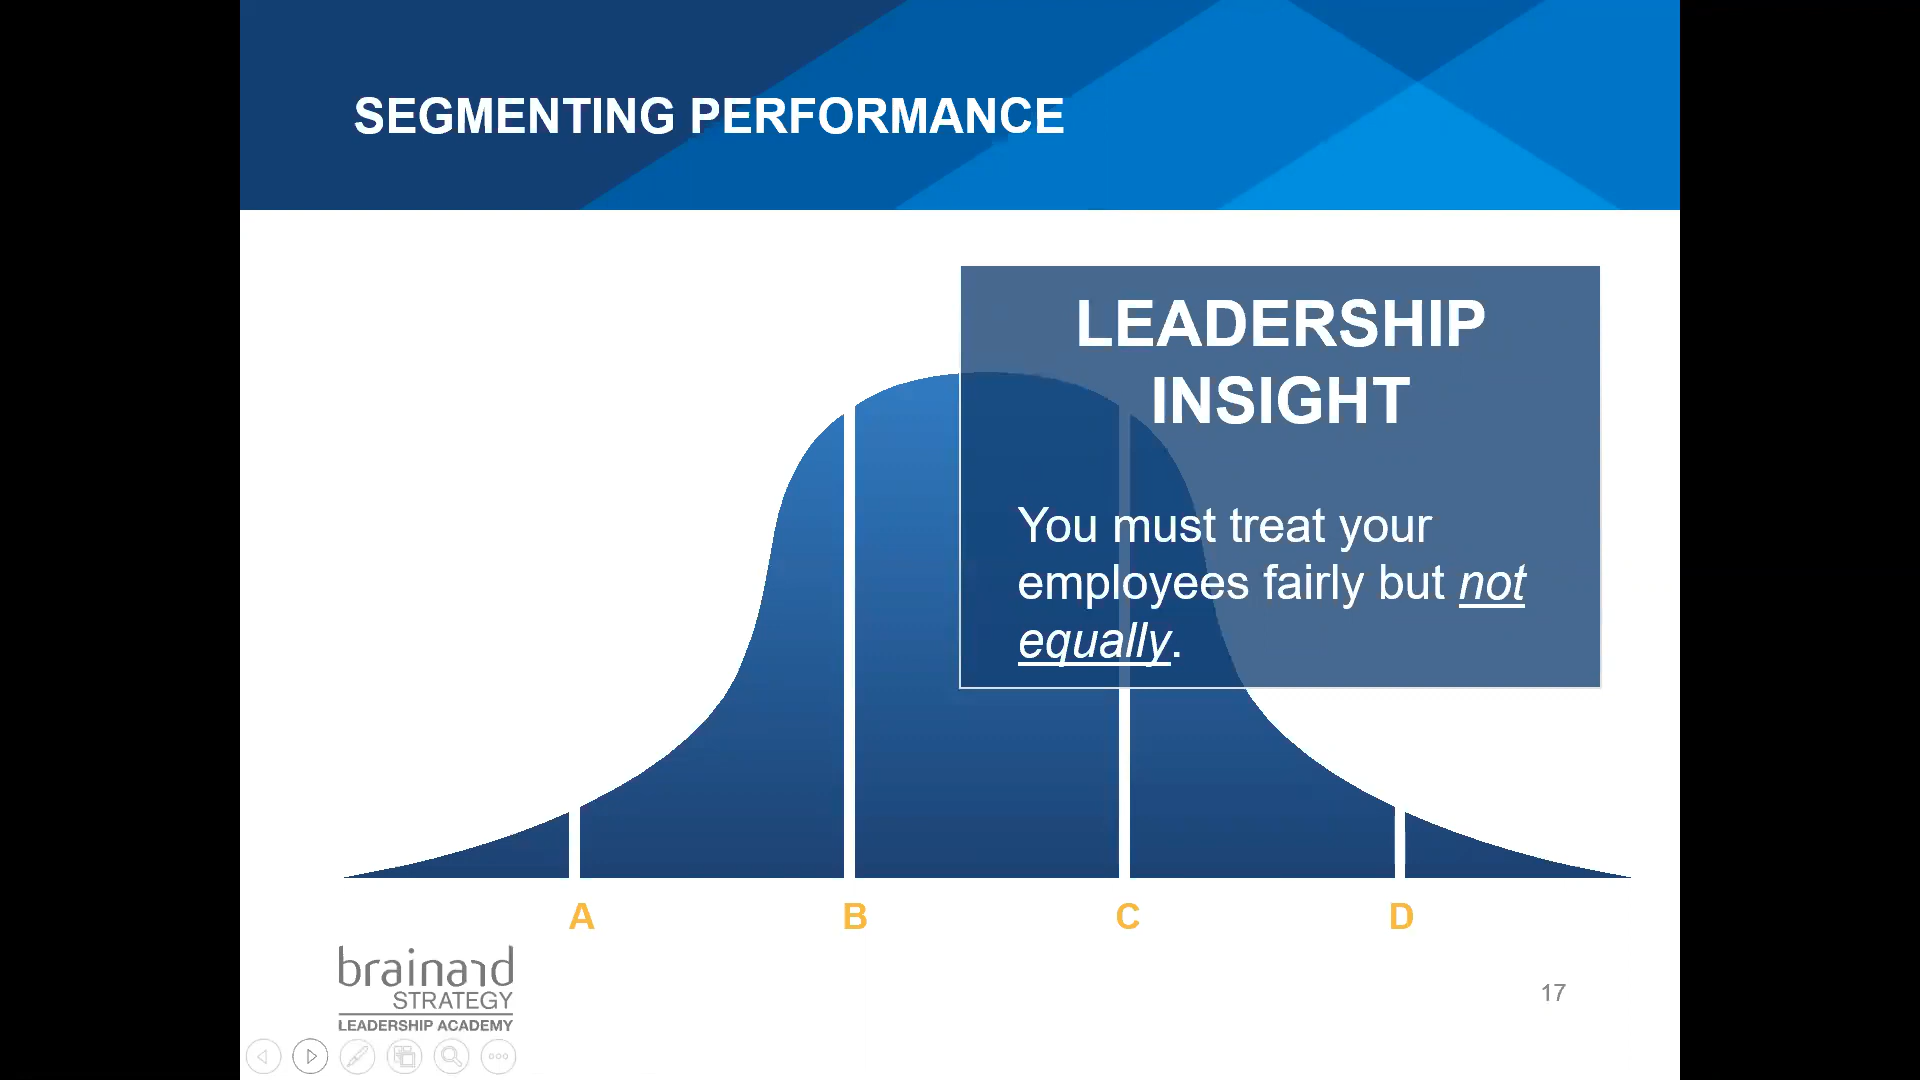 SEGMENTING PERFORMANCE
LEADERSHIP
INSIGHT
You must treat your
employees fairly but not
equally.
A B C D
brainard
STRATEGY
LEADERSHIP ACADEMY
17